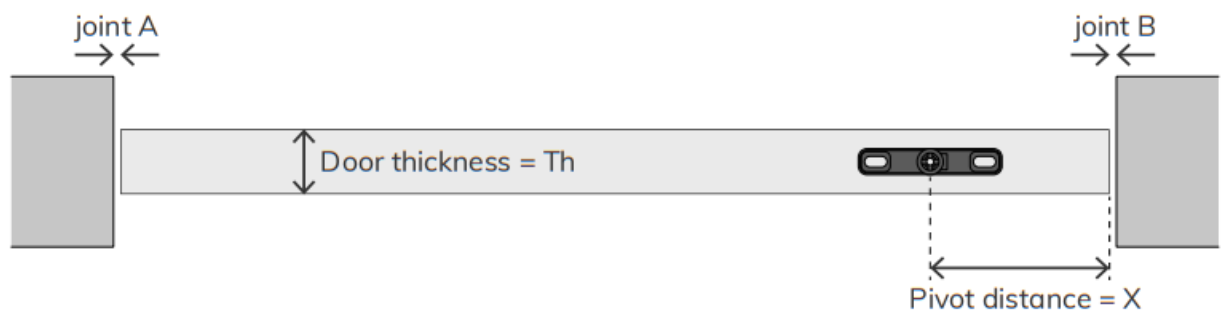 joint A
joint B
Door thickness = Th
Pivot distance = X